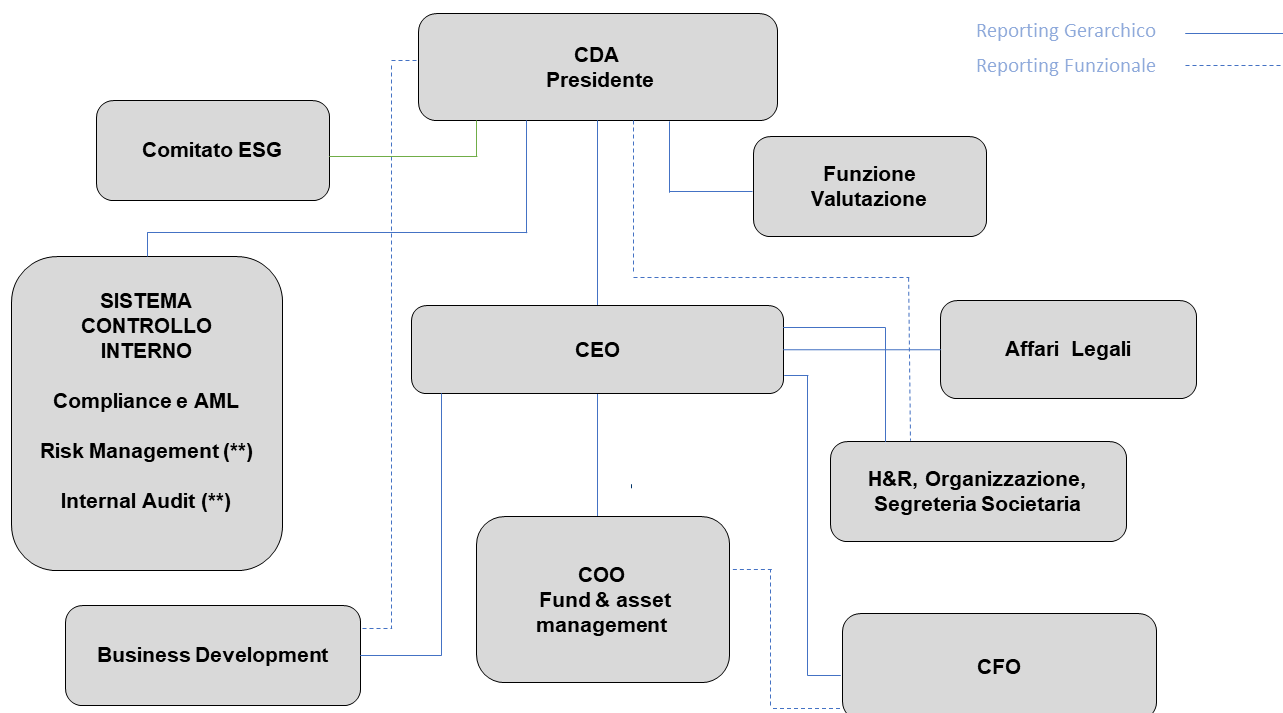 CDA
Presidente
Reporting Gerarchico
Reporting Funzionale
Comitato ESG
Funzione
Valutazione
SISTEMA
CONTROLLO
INTERNO
Compliance e AML
Risk Management (**)
Internal Audit (**)
CEO
Affari Legali
H&R, Organizzazione,
Segreteria Societaria
COO
Fund & asset
management
Business Development
CFO